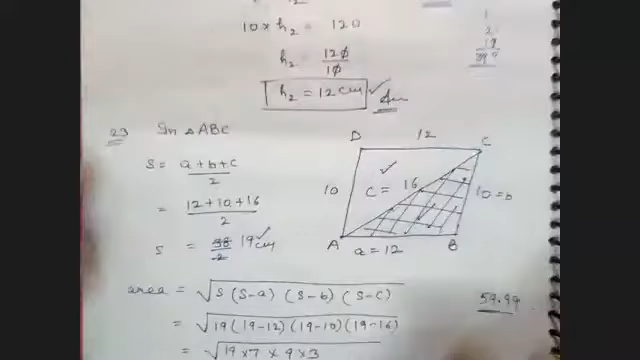 10 × h₂ = 120
h₂ = 120/10
h₂ = 12 cm ✓ Ans
23 In △ ABC
S = a+b+c/2
= 12+10+16/2
s = 38/2 19 cm ✓
D 12 C
10 ✓ C = 16 10 = b
A a = 12 B
area = √S (S-a) (S-b) (S-c)
= √19 (19-12) (19-10) (19-16)
= √19 × 7 × 9 × 3
59.99